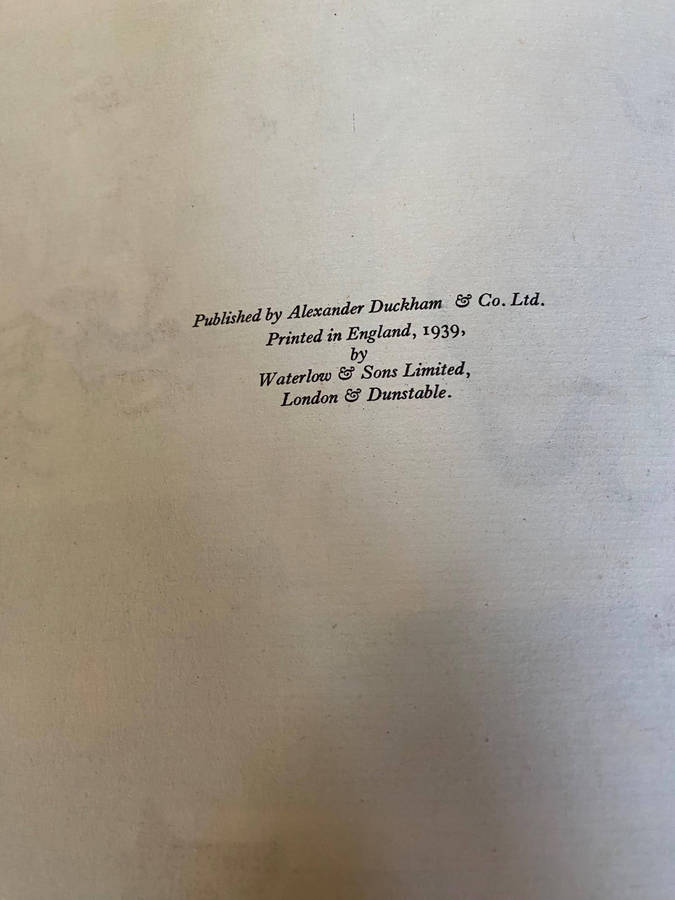 Published by Alexander Duckham & Co. Ltd.
Printed in England, 1939,
by
Waterlow & Sons Limited,
London & Dunstable.